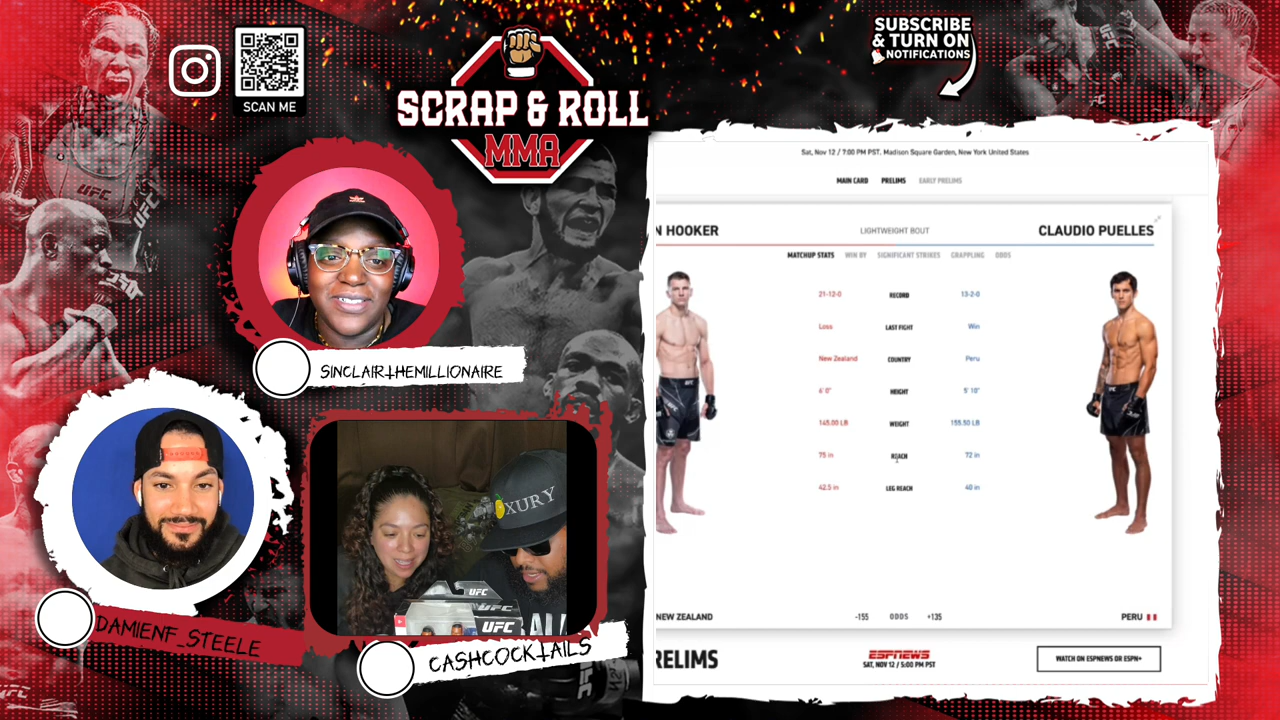 SCAN ME
SCRAP & ROLL
MMA
SUBSCRIBE
& TURN ON
NOTIFICATIONS
SINCLAIRTHEMILLIONAIRE
DAMIENF_STEELE
CASHCOCKTAILS
XURY
UFC
UFC
UFC
UFC
UFC
Sat, Nov 12 / 7:00 PM PST. Madison Square Garden, New York United States
MAIN CARD PRELIMS EARLY PRELIMS
N HOOKER LIGHTWEIGHT BOUT CLAUDIO PUELLES
MATCHUP STATS WIN BY SIGNIFICANT STRIKES GRAPPLING ODDS
21-12-0 RECORD 13-2-0
Loss LAST FIGHT Win
New Zealand COUNTRY Peru
6' 0" HEIGHT 5' 10"
145.00 LB WEIGHT 155.50 LB
75 in REACH 72 in
42.5 in LEG REACH 40 in
NEW ZEALAND -155 ODDS +135 PERU
RELIMS
ESPNEWS
SAT, NOV 12 / 5:00 PM PST
WATCH ON ESPNEWS OR ESPN+